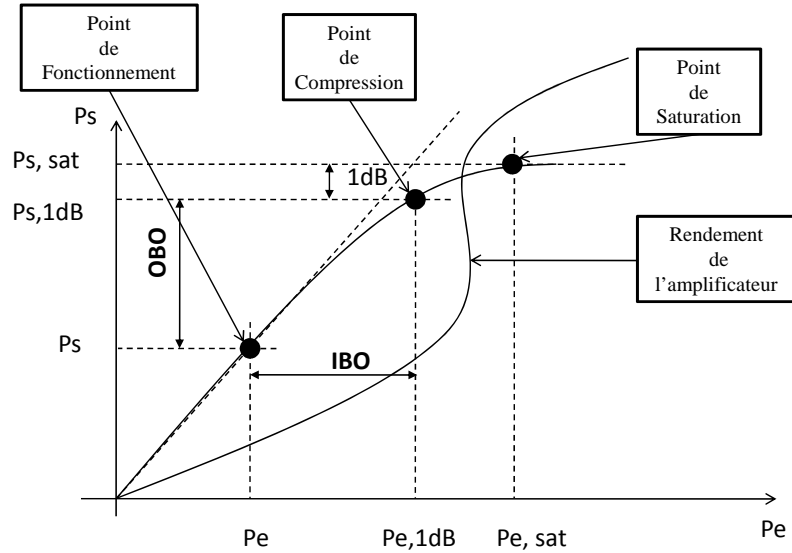 Point
de
Fonctionnement
Point
de
Compression
Point
de
Saturation
Ps
Ps, sat
1dB
Ps,1dB
OBO
Rendement
de
l’amplificateur
Ps
IBO
Pe
Pe,1dB
Pe, sat
Pe